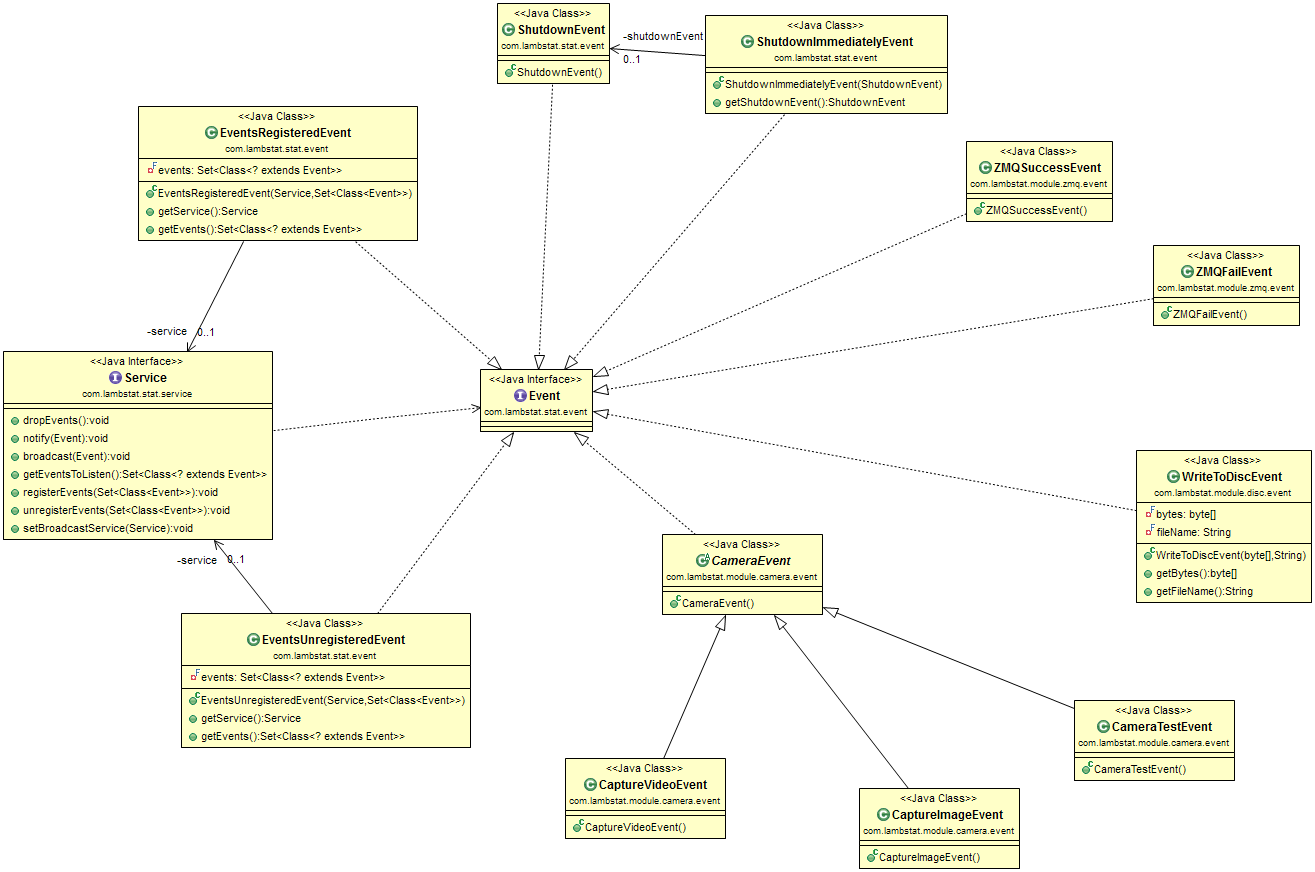 <<Java Class>>
ShutdownEvent
com.lambstat.stat.event
ShutdownEvent()
-shutdownEvent
0..1
<<Java Class>>
ShutdownImmediatelyEvent
com.lambstat.stat.event
ShutdownImmediatelyEvent(ShutdownEvent)
getShutdownEvent():ShutdownEvent
<<Java Class>>
EventsRegisteredEvent
com.lambstat.stat.event
events: Set<Class<? extends Event>>
EventsRegisteredEvent(Service,Set<Class<Event>>)
getService():Service
getEvents():Set<Class<? extends Event>>
<<Java Class>>
ZMQSuccessEvent
com.lambstat.module.zmq.event
ZMQSuccessEvent()
<<Java Class>>
ZMQFailEvent
com.lambstat.module.zmq.event
ZMQFailEvent()
-service
0..1
<<Java Interface>>
Service
com.lambstat.stat.service
dropEvents():void
notify(Event):void
broadcast(Event):void
getEventsToListen():Set<Class<? extends Event>>
registerEvents(Set<Class<Event>>):void
unregisterEvents(Set<Class<Event>>):void
setBroadcastService(Service):void
<<Java Interface>>
Event
com.lambstat.stat.event
<<Java Class>>
WriteToDiscEvent
com.lambstat.module.disc.event
bytes: byte[]
fileName: String
WriteToDiscEvent(byte[],String)
getBytes():byte[]
getFileName():String
-service
0..1
<<Java Class>>
CameraEvent
com.lambstat.module.camera.event
CameraEvent()
<<Java Class>>
EventsUnregisteredEvent
com.lambstat.stat.event
events: Set<Class<? extends Event>>
EventsUnregisteredEvent(Service,Set<Class<Event>>)
getService():Service
getEvents():Set<Class<? extends Event>>
<<Java Class>>
CameraTestEvent
com.lambstat.module.camera.event
CameraTestEvent()
<<Java Class>>
CaptureVideoEvent
com.lambstat.module.camera.event
CaptureVideoEvent()
<<Java Class>>
CaptureImageEvent
com.lambstat.module.camera.event
CaptureImageEvent()